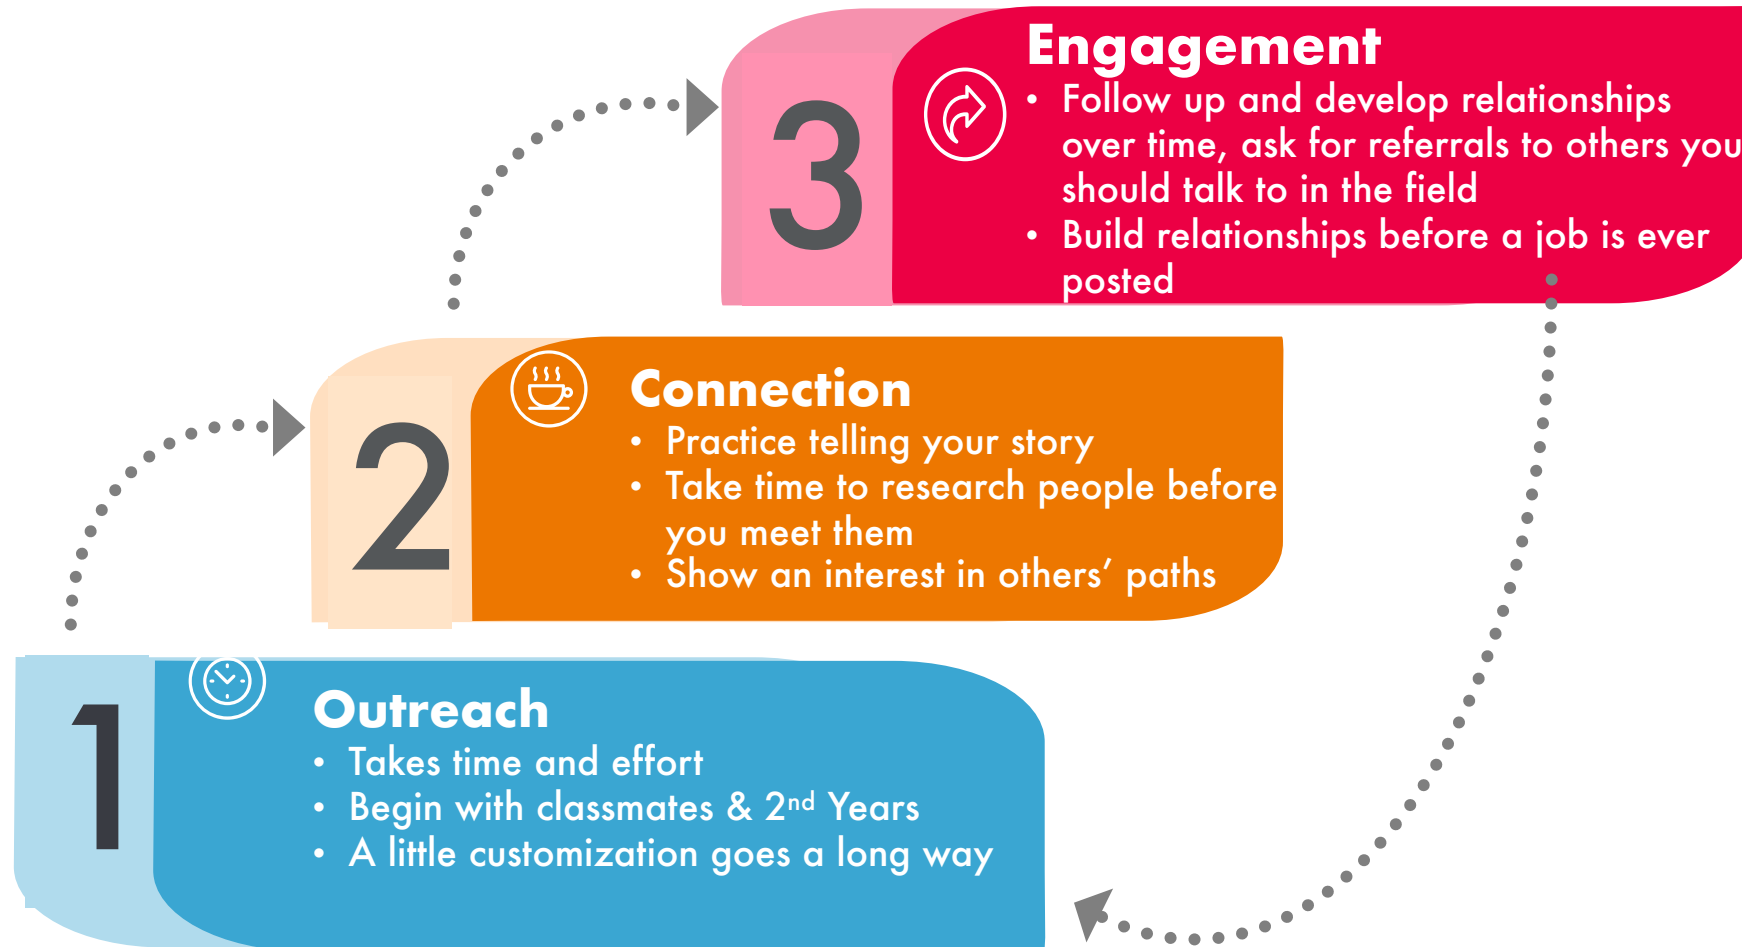 3
Engagement
• Follow up and develop relationships
over time, ask for referrals to others you
should talk to in the field
• Build relationships before a job is ever
posted
2
Connection
• Practice telling your story
• Take time to research people before
you meet them
• Show an interest in others’ paths
1
Outreach
• Takes time and effort
• Begin with classmates & 2nd Years
• A little customization goes a long way